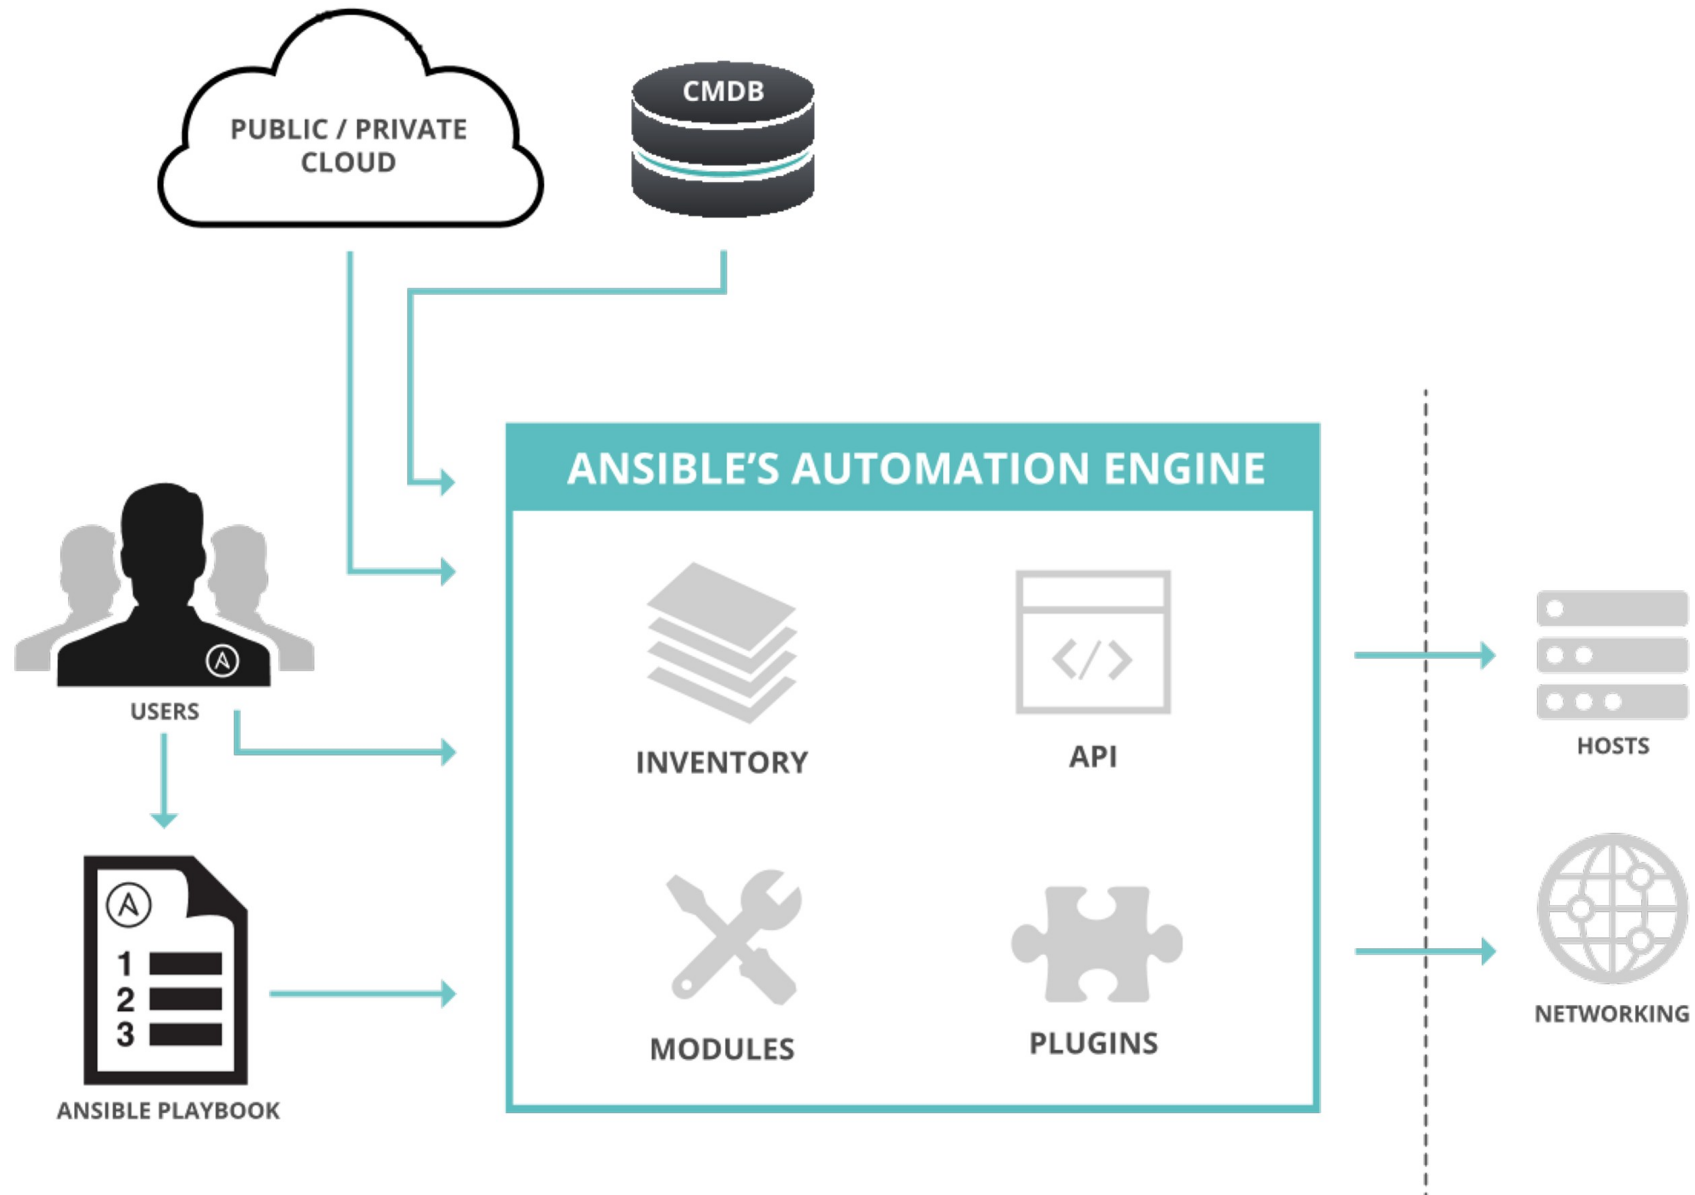 PUBLIC / PRIVATE
CLOUD
CMDB
ANSIBLE’S AUTOMATION ENGINE
USERS
INVENTORY
API
HOSTS
1
2
3
MODULES
PLUGINS
NETWORKING
ANSIBLE PLAYBOOK